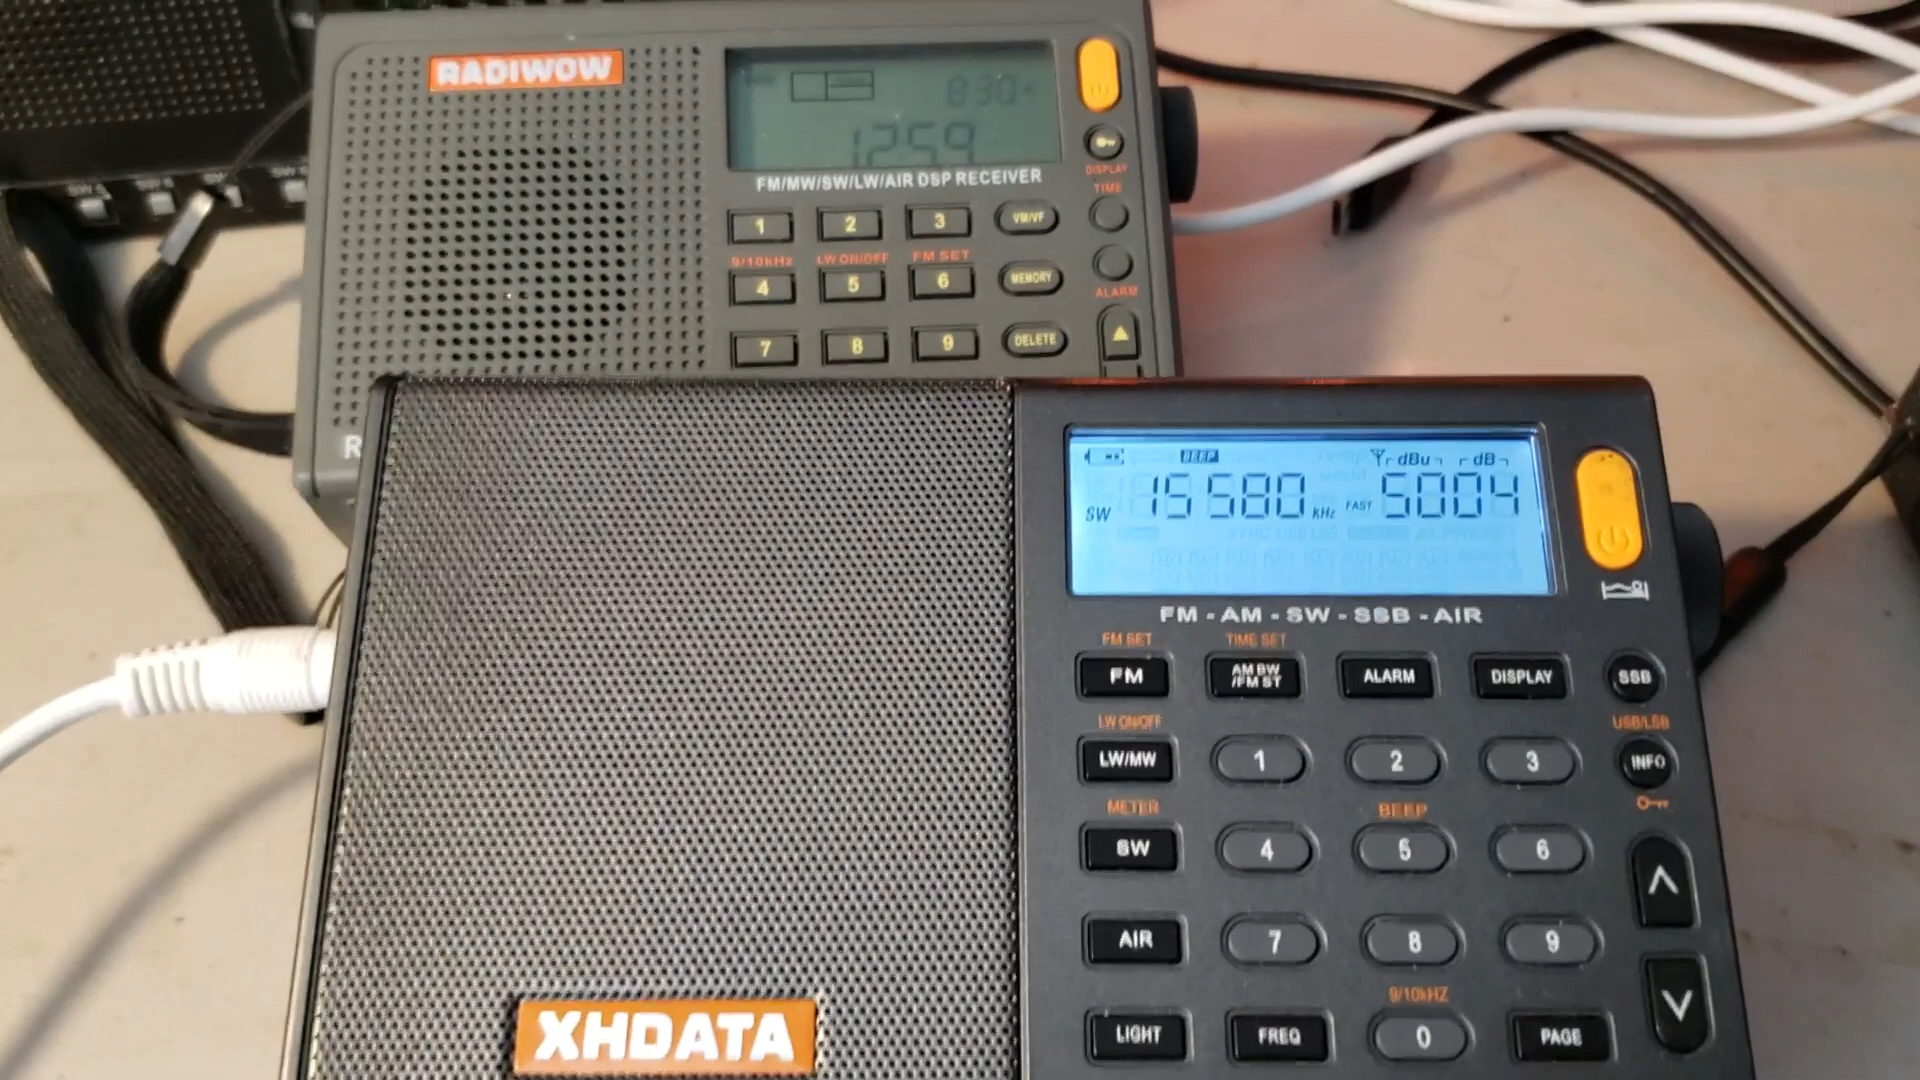 RADIWOW
830
12:59
FM/MW/SW/LW/AIR DSP RECEIVER
DISPLAY
TIME
1 2 3 VM/VF
9/10kHz LW ON/OFF FM SET
4 5 6 MEMORY
ALARM
7 8 9 DELETE
R
BEEP dBu dB
SW 15580 kHz FAST 5004
FM - AM - SW - SSB - AIR
FM SET TIME SET
FM AM BW /FM ST ALARM DISPLAY SSB
LW ON/OFF USB/LSB
LW/MW 1 2 3 INFO
METER BEEP
SW 4 5 6
AIR 7 8 9
9/10kHZ
LIGHT FREQ 0 PAGE
XHDATA